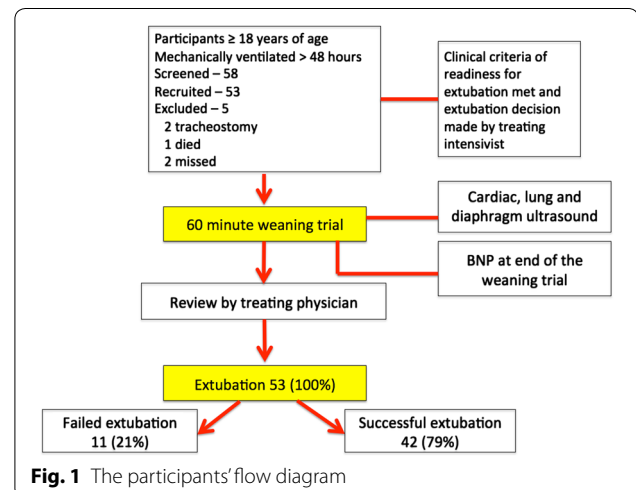 Participants ≥ 18 years of age
Mechanically ventilated > 48 hours
Screened – 58
Recruited – 53
Excluded – 5
2 tracheostomy
1 died
2 missed
Clinical criteria of
readiness for
extubation met and
extubation decision
made by treating
intensivist
60 minute weaning trial
Cardiac, lung and
diaphragm ultrasound
BNP at end of the
weaning trial
Review by treating physician
Extubation 53 (100%)
Failed extubation
11 (21%)
Successful extubation
42 (79%)
Fig. 1 The participants' flow diagram